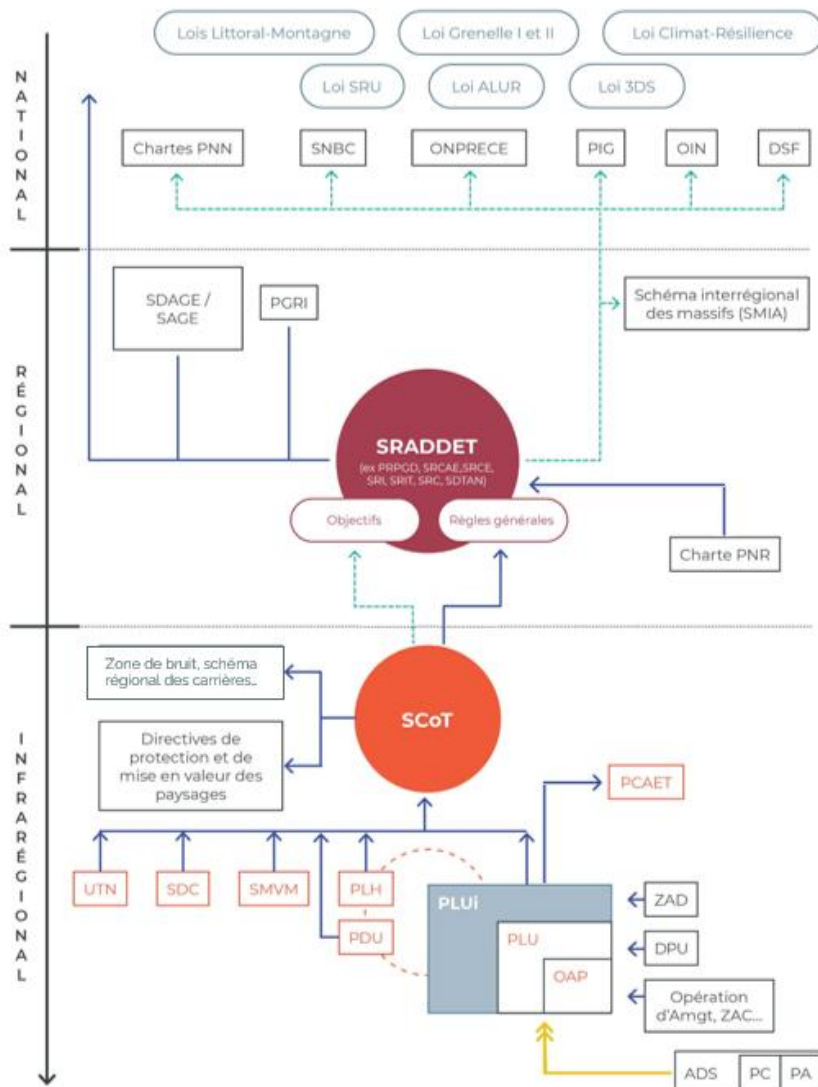 NATIONAL
Lois Littoral-Montagne
Loi Grenelle I et II
Loi Climat-Résilience
Loi SRU
Loi ALUR
Loi 3DS
Chartes PNN
SNBC
ONPRECE
PIG
OIN
DSF
RÉGIONAL
SDAGE /
SAGE
PGRI
Schéma interrégional
des massifs (SMIA)
SRADDET
(ex PRPGD, SRCAE,SRCE,
SRI, SRIT, SRC, SDTAN)
Objectifs
Règles générales
Charte PNR
INFRARÉGIONAL
Zone de bruit, schéma
régional des carrières…
SCoT
Directives de
protection et de
mise en valeur des
paysages
PCAET
UTN
SDC
SMVM
PLH
PDU
PLUi
PLU
OAP
ZAD
DPU
Opération
d'Amgt, ZAC...
ADS
PC
PA